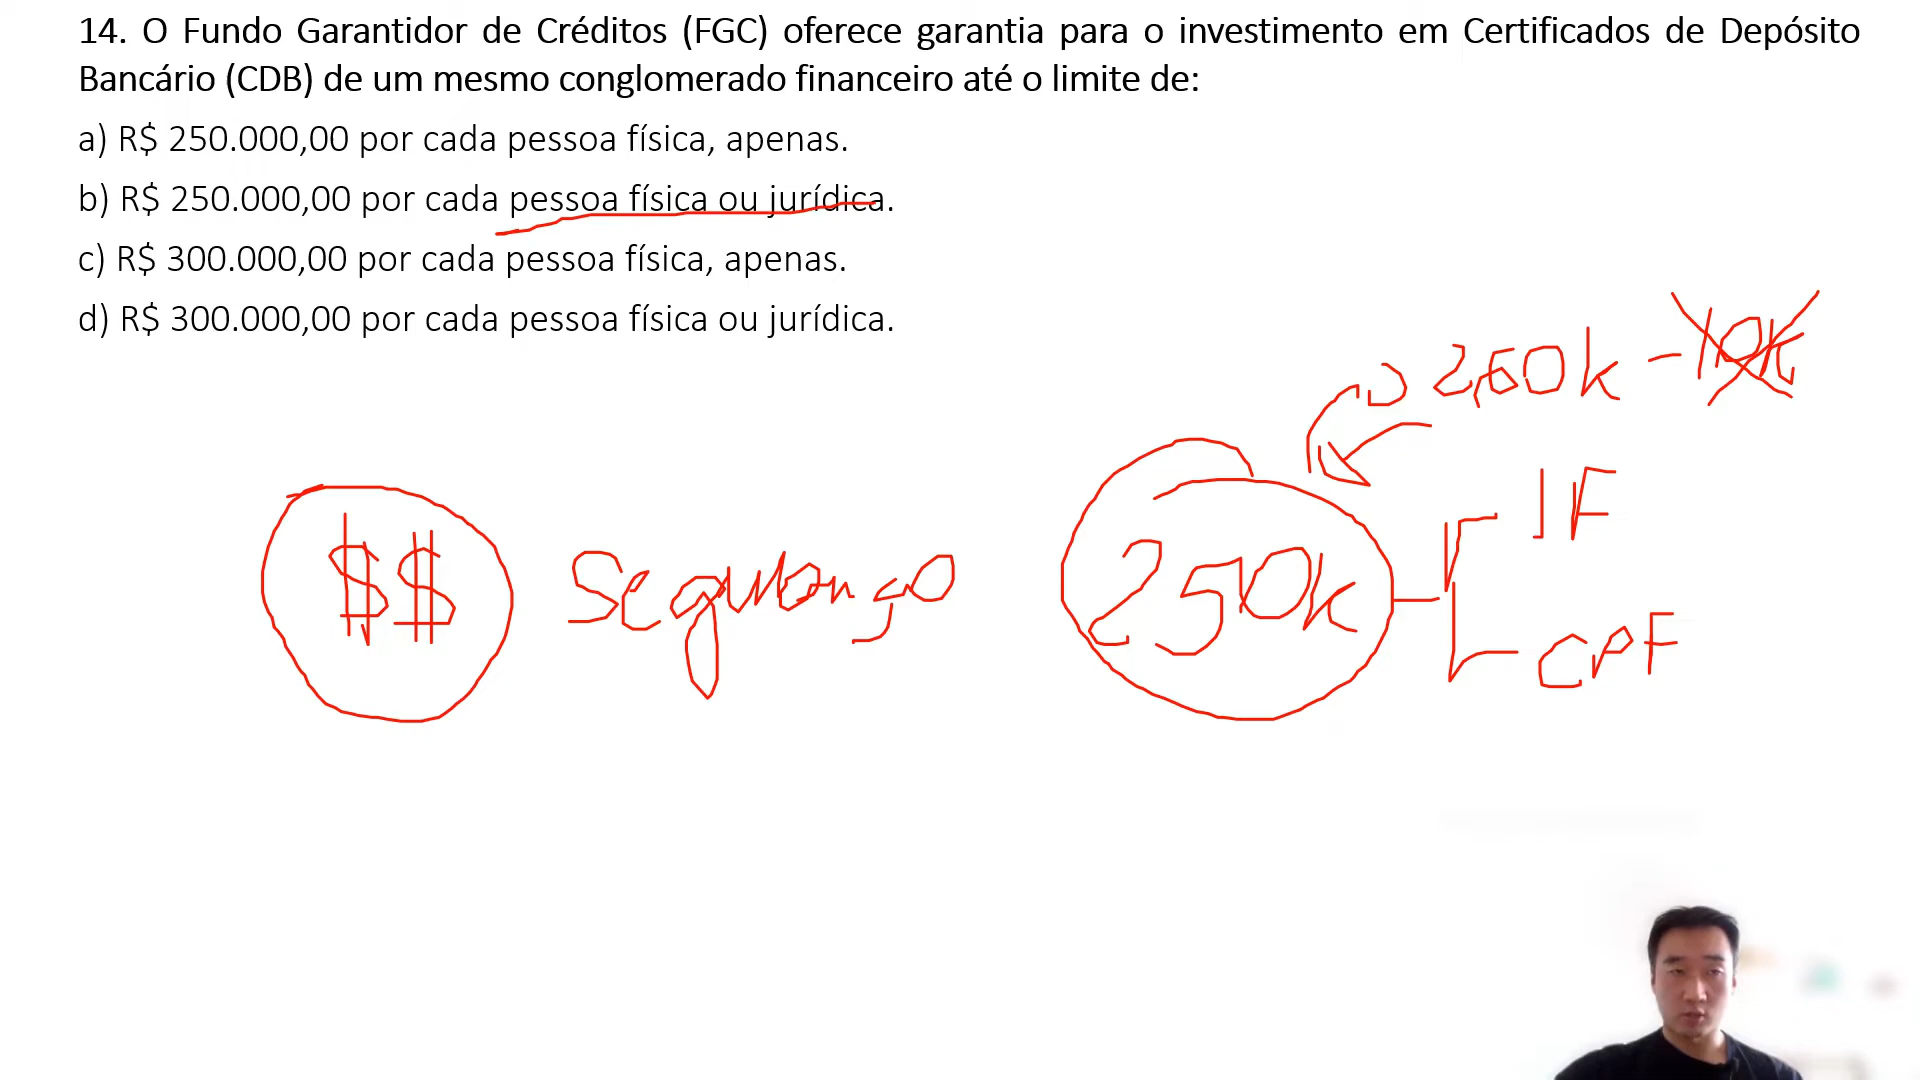 14. O Fundo Garantidor de Créditos (FGC) oferece garantia para o investimento em Certificados de Depósito
Bancário (CDB) de um mesmo conglomerado financeiro até o limite de:
a) R$ 250.000,00 por cada pessoa física, apenas.
b) R$ 250.000,00 por cada pessoa física ou jurídica.
c) R$ 300.000,00 por cada pessoa física, apenas.
d) R$ 300.000,00 por cada pessoa física ou jurídica.
260k - 10k
IF
$$ 250k
CPF